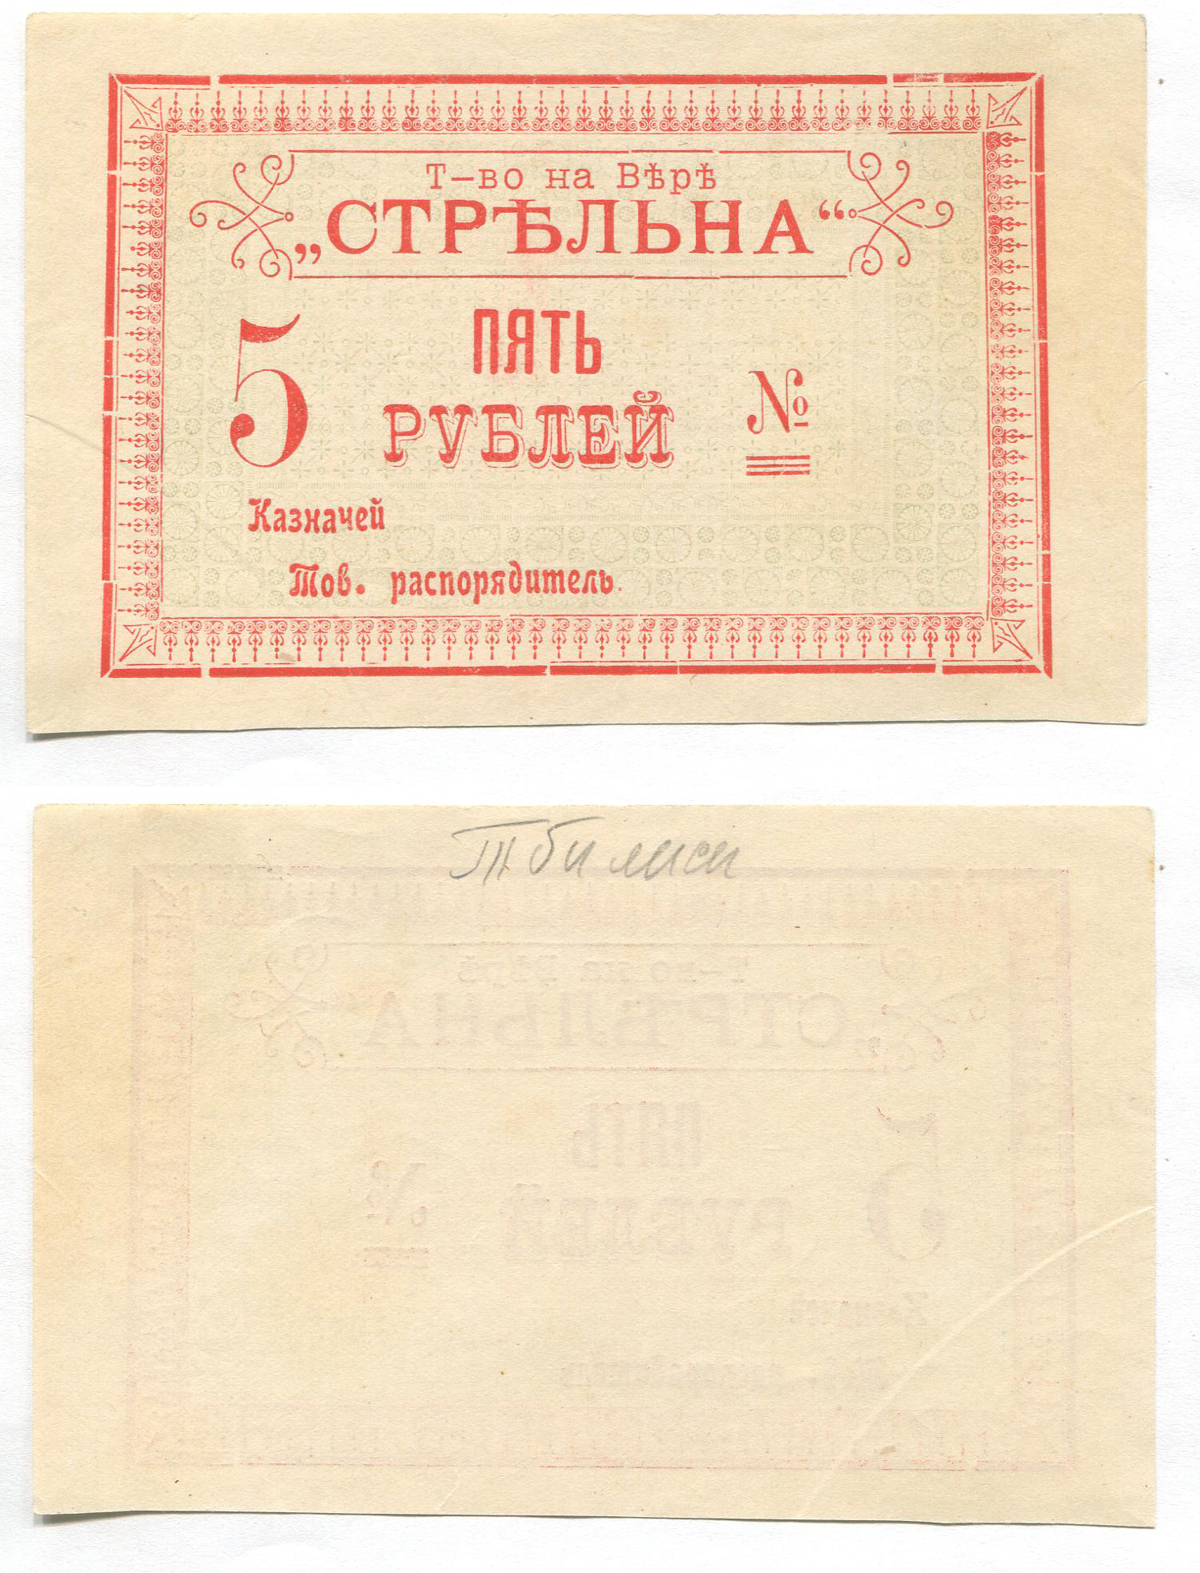 Т-во на Вѣрѣ
„СТРѢЛЬНА“
5
ПЯТЬ
РУБЛЕЙ
№
Казначей
Тов. распорядитель.
Тбилиси